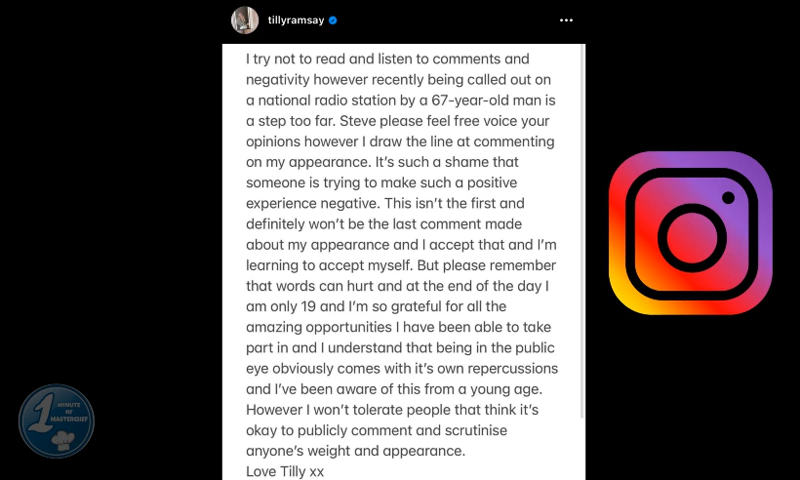 tillyramsay
I try not to read and listen to comments and
negativity however recently being called out on
a national radio station by a 67-year-old man is
a step too far. Steve please feel free voice your
opinions however I draw the line at commenting
on my appearance. It's such a shame that
someone is trying to make such a positive
experience negative. This isn't the first and
definitely won't be the last comment made
about my appearance and I accept that and I'm
learning to accept myself. But please remember
that words can hurt and at the end of the day I
am only 19 and I'm so grateful for all the
amazing opportunities I have been able to take
part in and I understand that being in the public
eye obviously comes with it's own repercussions
and I've been aware of this from a young age.
However I won't tolerate people that think it's
okay to publicly comment and scrutinise
anyone's weight and appearance.
Love Tilly xx
1 MINUTE
OF
MASTERCHEF